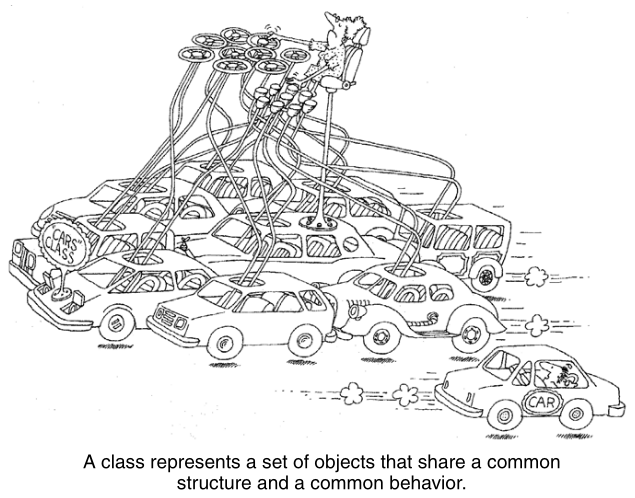 "CARS"
CLASS
CAR
A class represents a set of objects that share a common
structure and a common behavior.